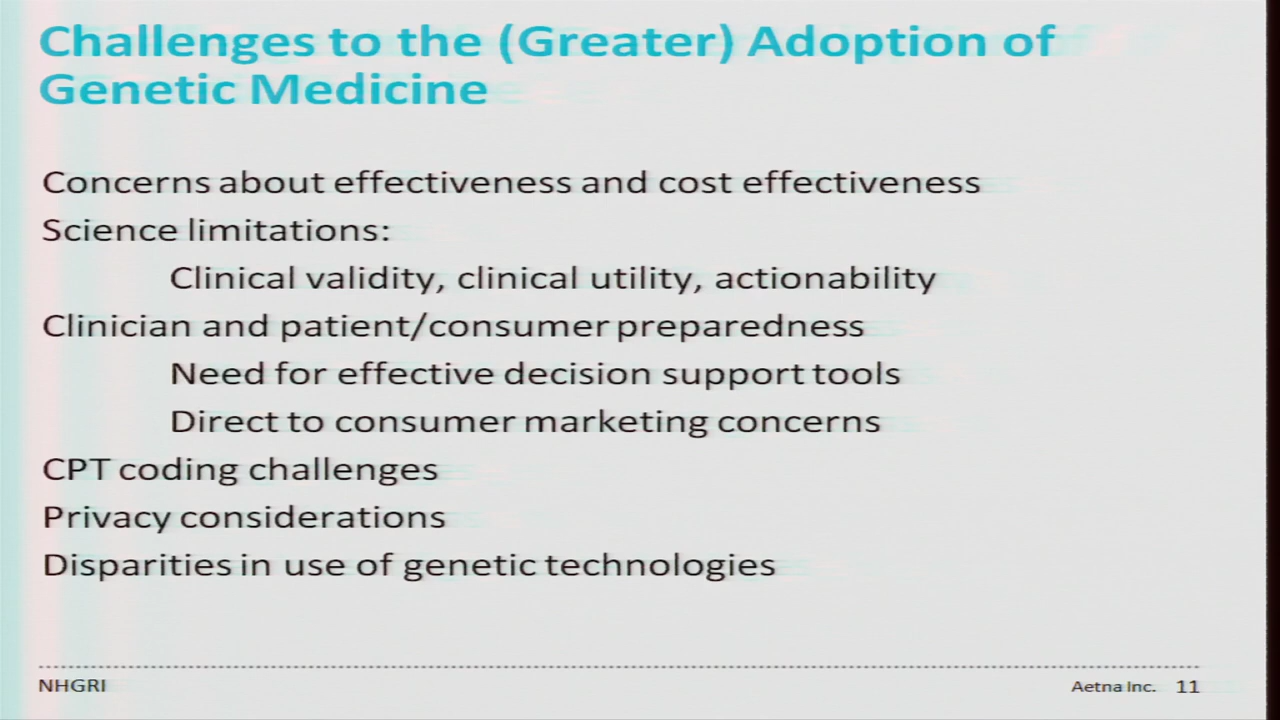 Challenges to the (Greater) Adoption of
Genetic Medicine
Concerns about effectiveness and cost effectiveness
Science limitations:
Clinical validity, clinical utility, actionability
Clinician and patient/consumer preparedness
Need for effective decision support tools
Direct to consumer marketing concerns
CPT coding challenges
Privacy considerations
Disparities in use of genetic technologies
NHGRI
Aetna Inc. 11